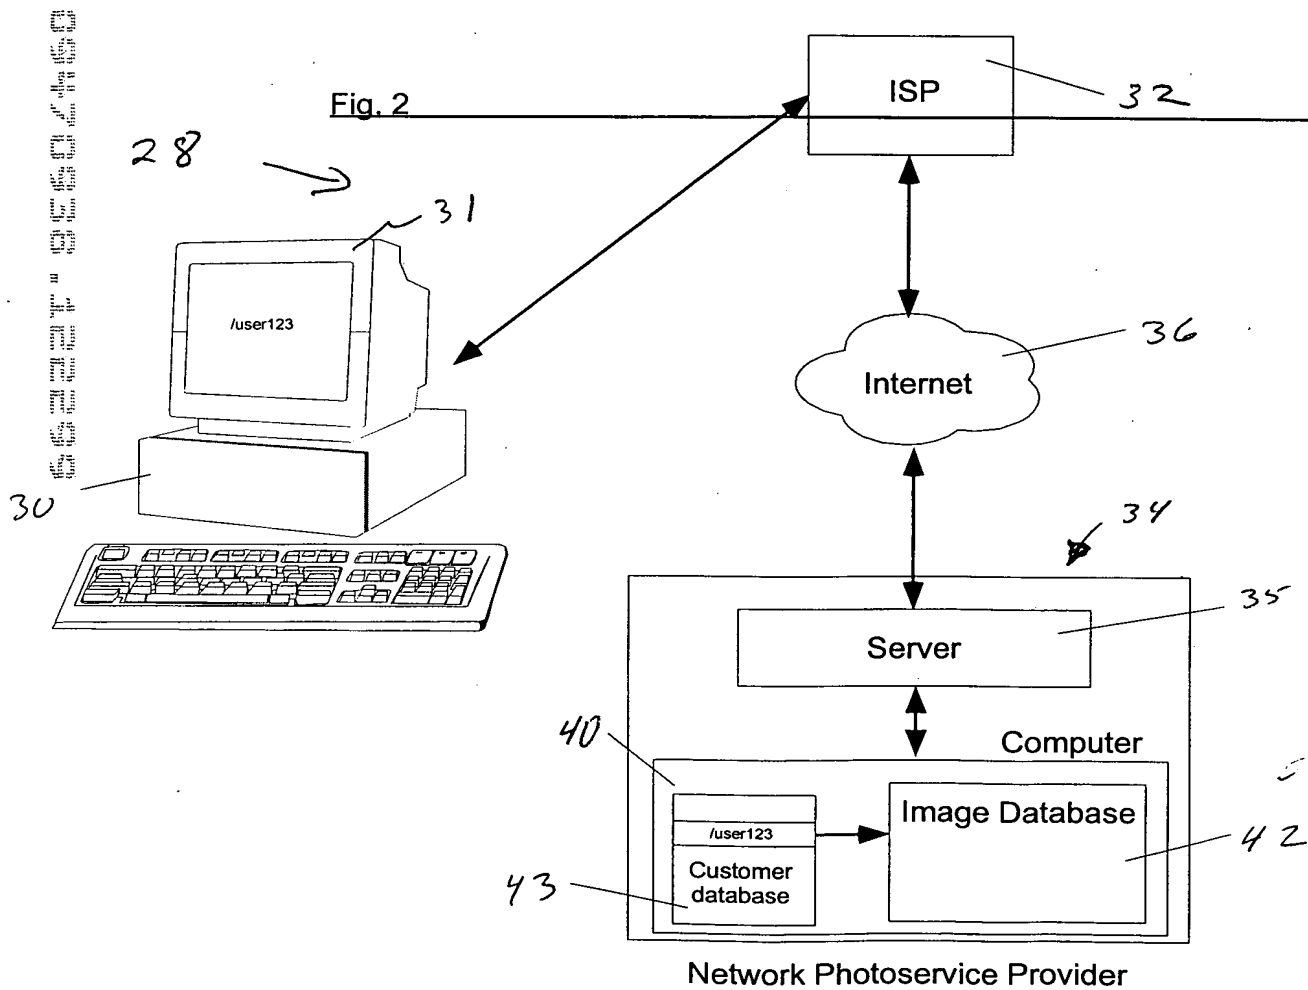 Fig. 2
ISP
32
28
31
/user123
36
Internet
30
34
35
Server
40
Computer
Image Database
/user123
42
Customer
database
43
Network Photoservice Provider